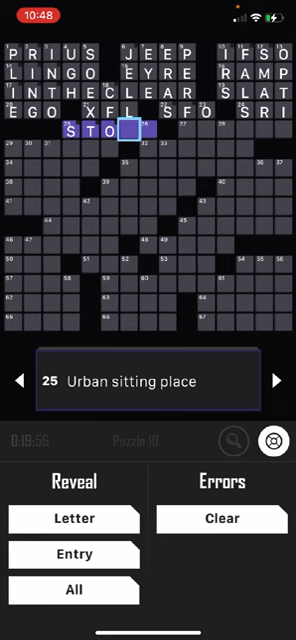 10:48
PRIUS JEEP IFSO
LINGO EYRE RAMP
INTHECLEAR SLAT
EGO XFL SFO SRI
STO
25 Urban sitting place
0:19:56 Puzzle 10
Reveal Errors
Letter Clear
Entry
All